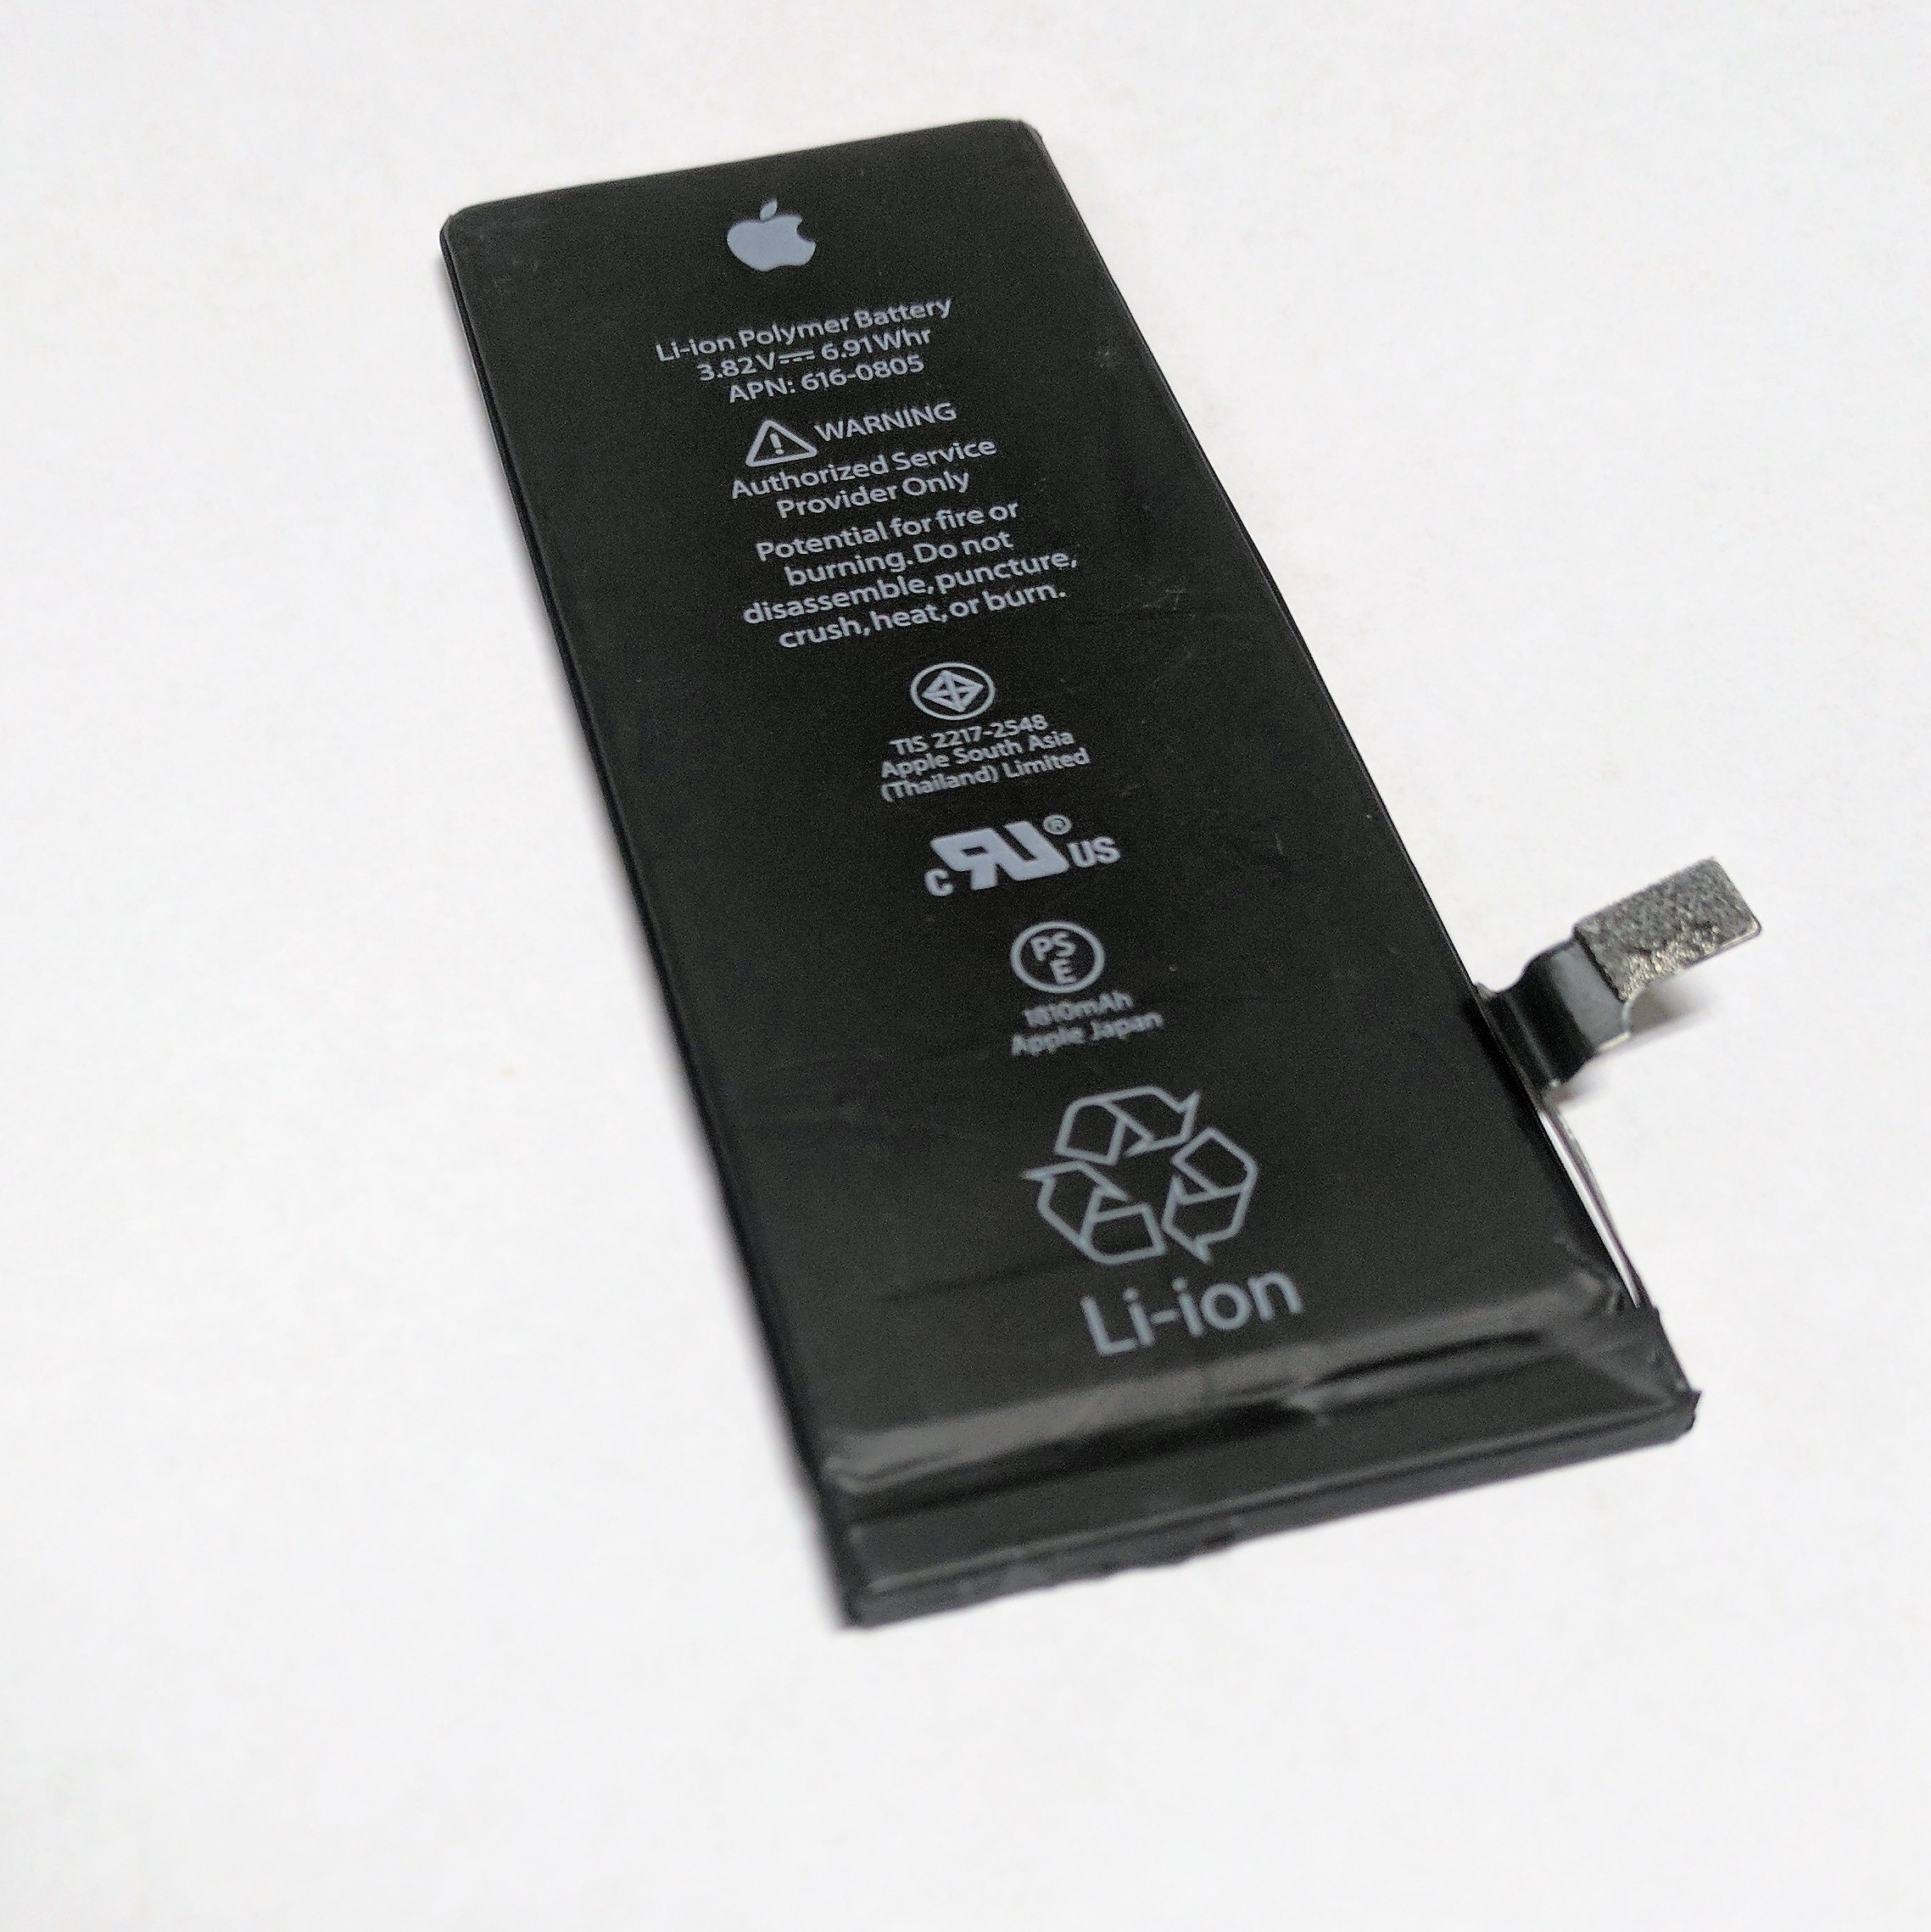 Li-ion Polymer Battery
3.82V⎓6.91Whr
APN: 616-0805
WARNING
Authorized Service
Provider Only
Potential for fire or
burning. Do not
disassemble, puncture,
crush, heat, or burn.
TIS 2217-2548
Apple South Asia
(Thailand) Limited
c RU® US
PS
E
1810mAh
Apple Japan
Li-ion